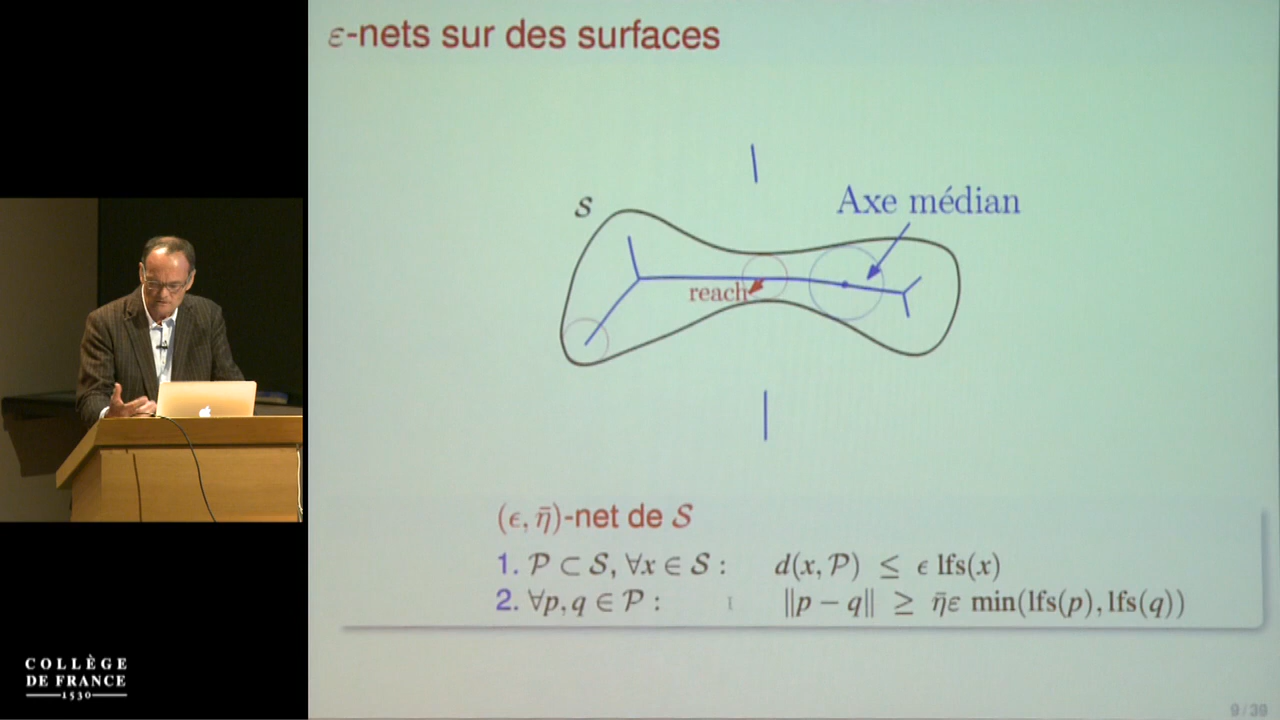 ε-nets sur des surfaces
S
Axe médian
reach
(ϵ, η̄)-net de S
1. P ⊂ S, ∀x ∈ S : d(x, P) ≤ ϵ lfs(x)
2. ∀p, q ∈ P : ‖p − q‖ ≥ η̄ε min(lfs(p), lfs(q))
COLLÈGE
DE FRANCE
1530
9 / 39